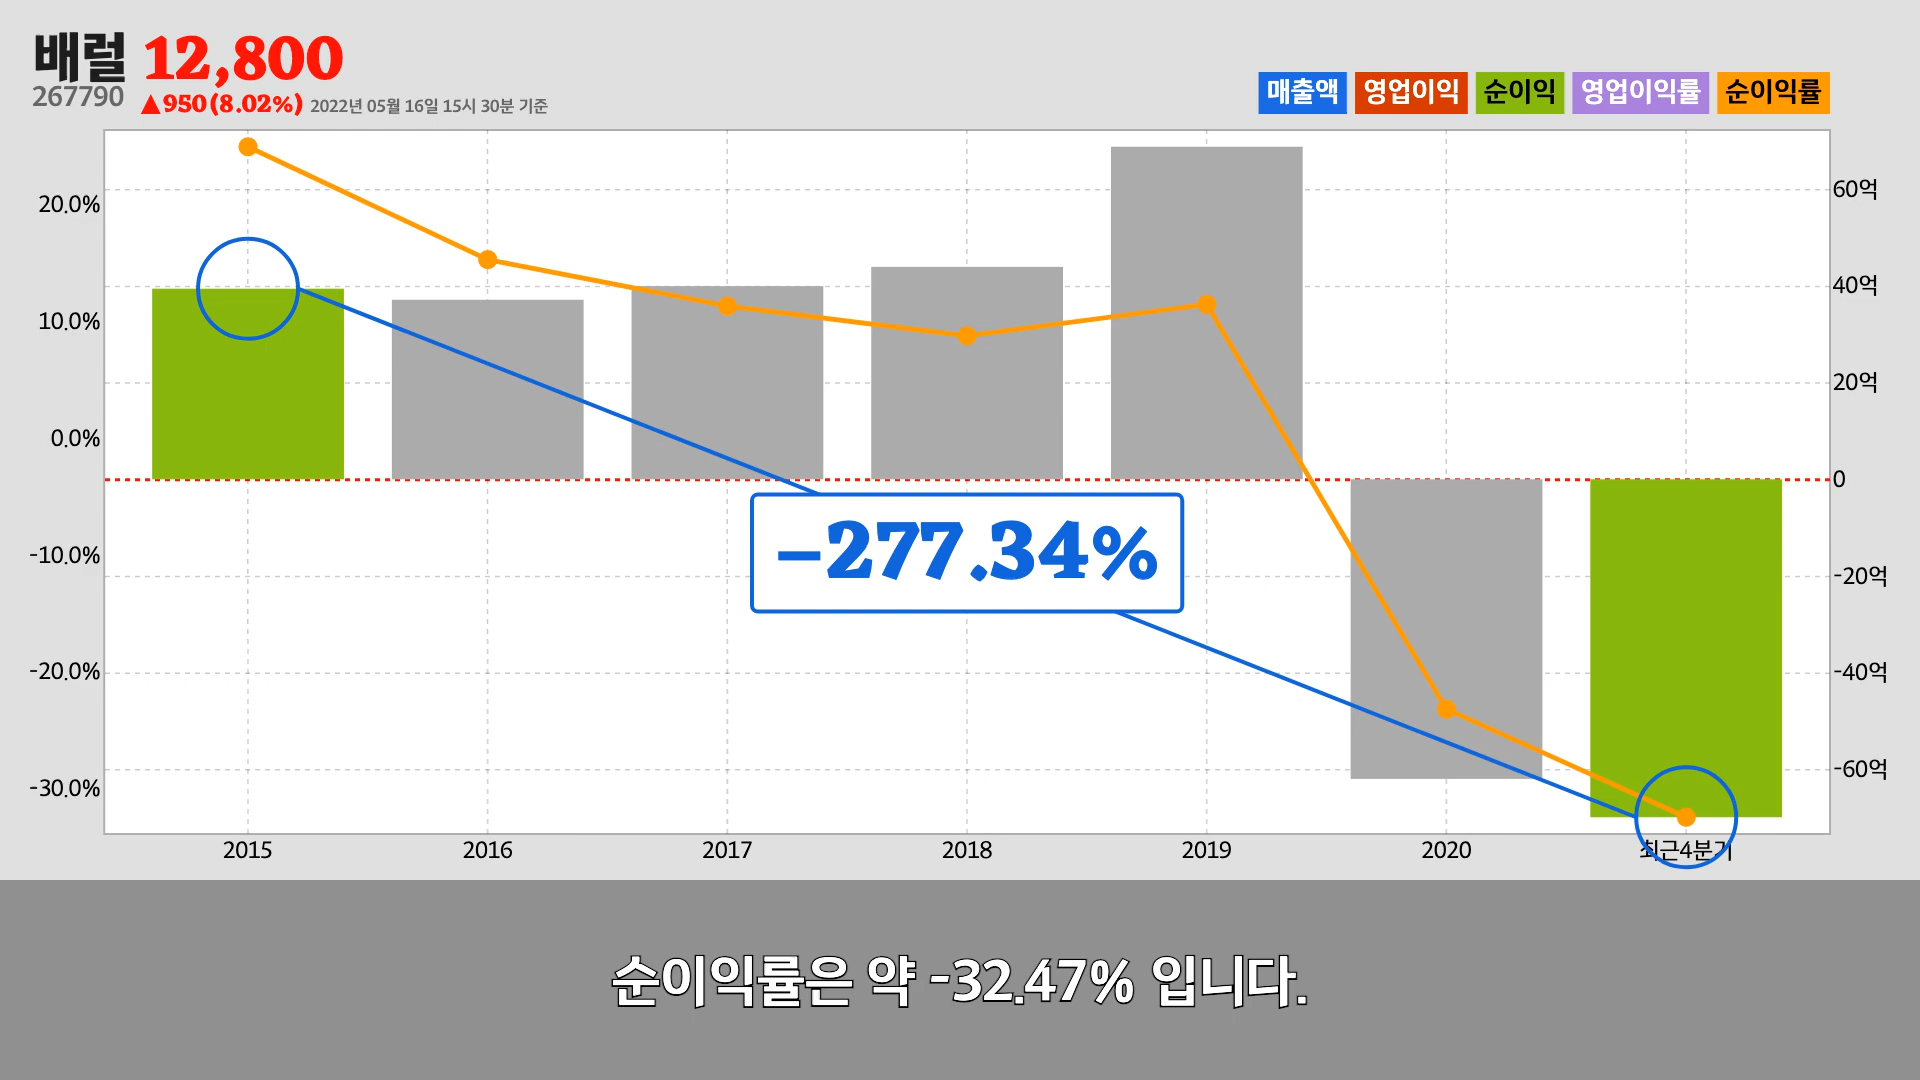 배럴 12,800
267790 ▲950(8.02%) 2022년 05월 16일 15시 30분 기준
매출액 영업이익 순이익 영업이익률 순이익률
20.0%
10.0%
0.0%
-10.0%
-20.0%
-30.0%
60억
40억
20억
0
-20억
-40억
-60억
-277.34%
2015 2016 2017 2018 2019 2020 최근4분기
순이익률은 약 -32.47% 입니다.